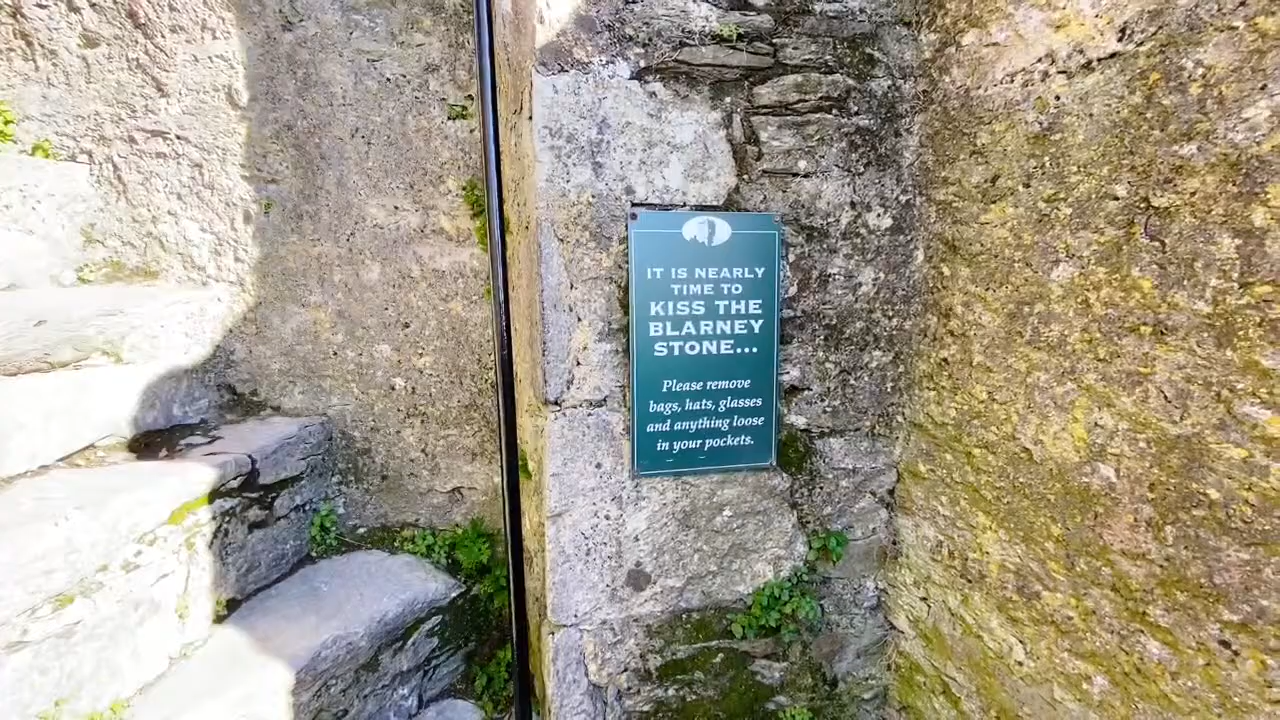 IT IS NEARLY
TIME TO
KISS THE
BLARNEY
STONE...
Please remove
bags, hats, glasses
and anything loose
in your pockets.